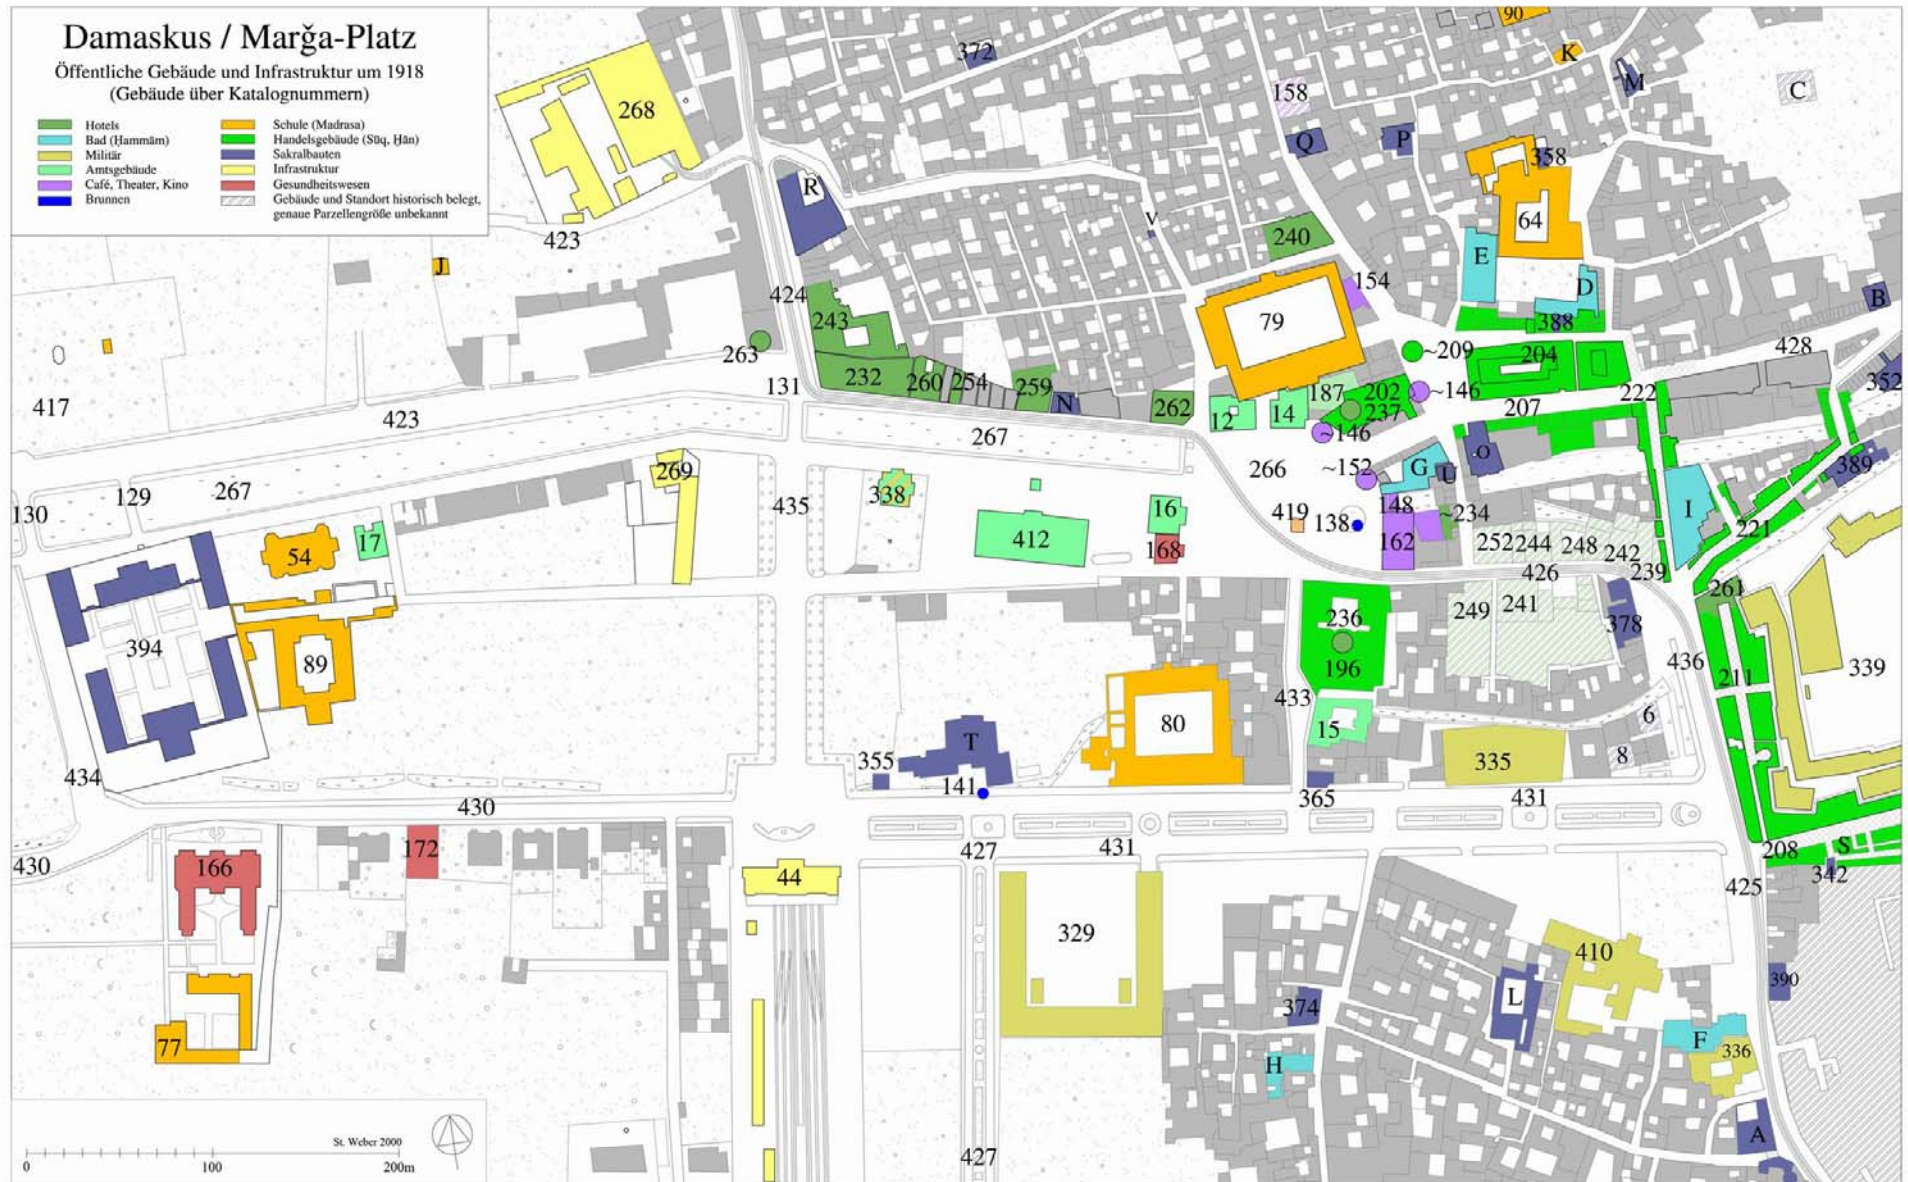 Damaskus / Marǧa-Platz
Öffentliche Gebäude und Infrastruktur um 1918
(Gebäude über Katalognummern)
Hotels
Bad (Ḥammām)
Militär
Amtsgebäude
Café, Theater, Kino
Brunnen
Schule (Madrasa)
Handelsgebäude (Sūq, Ḫān)
Sakralbauten
Infrastruktur
Gesundheitswesen
Gebäude und Standort historisch belegt,
genaue Parzellengröße unbekannt
90
K
372
M
C
158
268
Q
P
358
R
V
64
423
240
E
J
154
D
424
B
243
79
388
263
~209
204
428
232
260
254
259
187
202
222
352
131
N
262
~146
417
12
14
237
207
423
267
~146
O
269
266
~152
G
U
389
129
267
338
435
16
148
~234
I
130
419
138
221
17
412
168
162
252
244
248
242
54
426
239
261
249
241
236
378
394
89
436
196
211
339
433
6
80
15
T
355
335
8
434
141
365
431
430
427
431
208
S
430
166
172
342
44
425
329
410
390
374
L
77
F
336
H
A
St. Weber 2000
427
0
100
200m